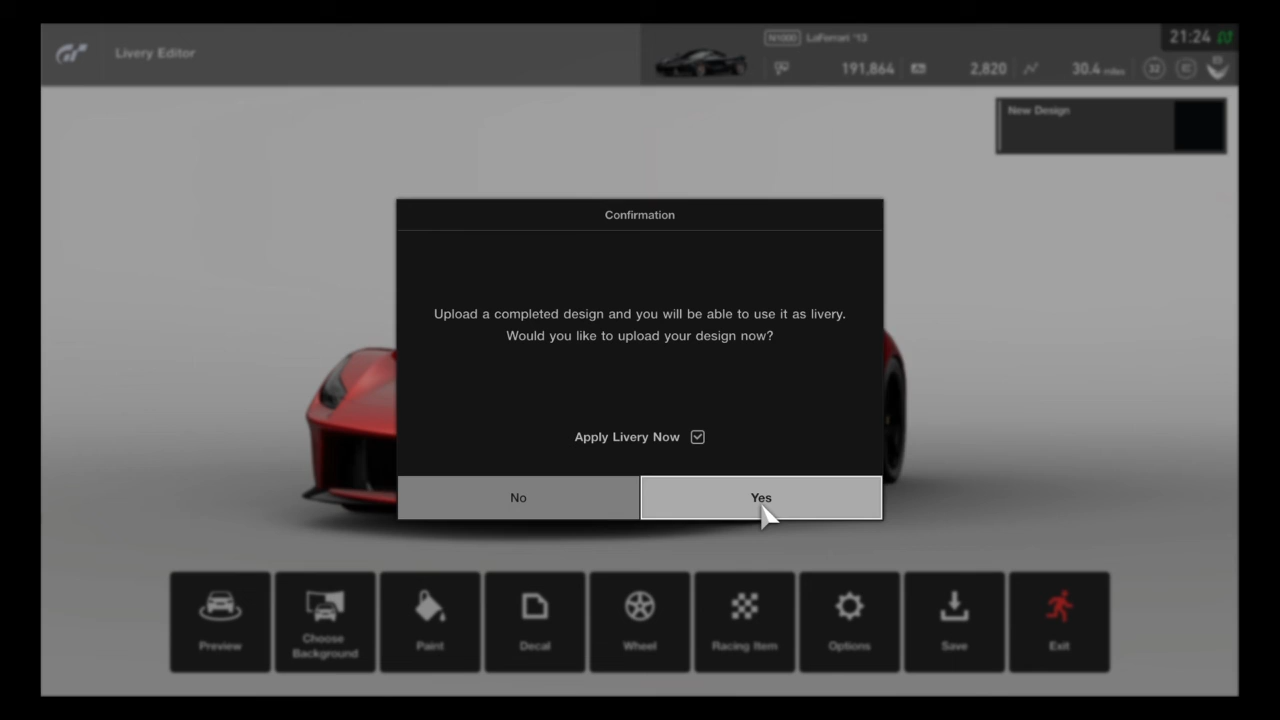 Livery Editor
N1000 LaFerrari '13
21:24
191,864
2,820
30.4 miles
32
New Design
Confirmation
Upload a completed design and you will be able to use it as livery.
Would you like to upload your design now?
Apply Livery Now
No
Yes
Preview
Choose
Background
Paint
Decal
Wheel
Racing Item
Options
Save
Exit